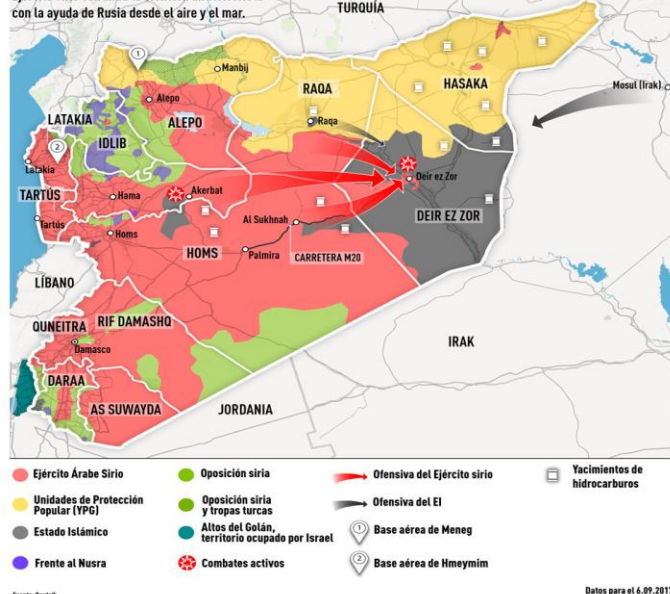 con la ayuda de Rusia desde el aire y el mar.
TURQUÍA
1
Manbij
Alepo
RAQA
Raqa
HASAKA
Mosul (Irak)
LATAKIA
IDLIB
ALEPO
2
Latakia
TARTÚS
Tartús
Hama
Akerbat
Deir ez Zor
DEIR EZ ZOR
Homs
Al Sukhnah
HOMS
Palmira
CARRETERA M20
LÍBANO
QUNEITRA
RIF DAMASHQ
Damasco
IRAK
DARAA
AS SUWAYDA
JORDANIA
Ejército Árabe Sirio
Unidades de Protección
Popular (YPG)
Estado Islámico
Frente al Nusra
Oposición siria
Oposición siria
y tropas turcas
Altos del Golán,
territorio ocupado por Israel
Combates activos
Ofensiva del Ejército sirio
Ofensiva del EI
1 Base aérea de Meneg
2 Base aérea de Hmeymim
Yacimientos de
hidrocarburos
Datos para el 6.09.2017